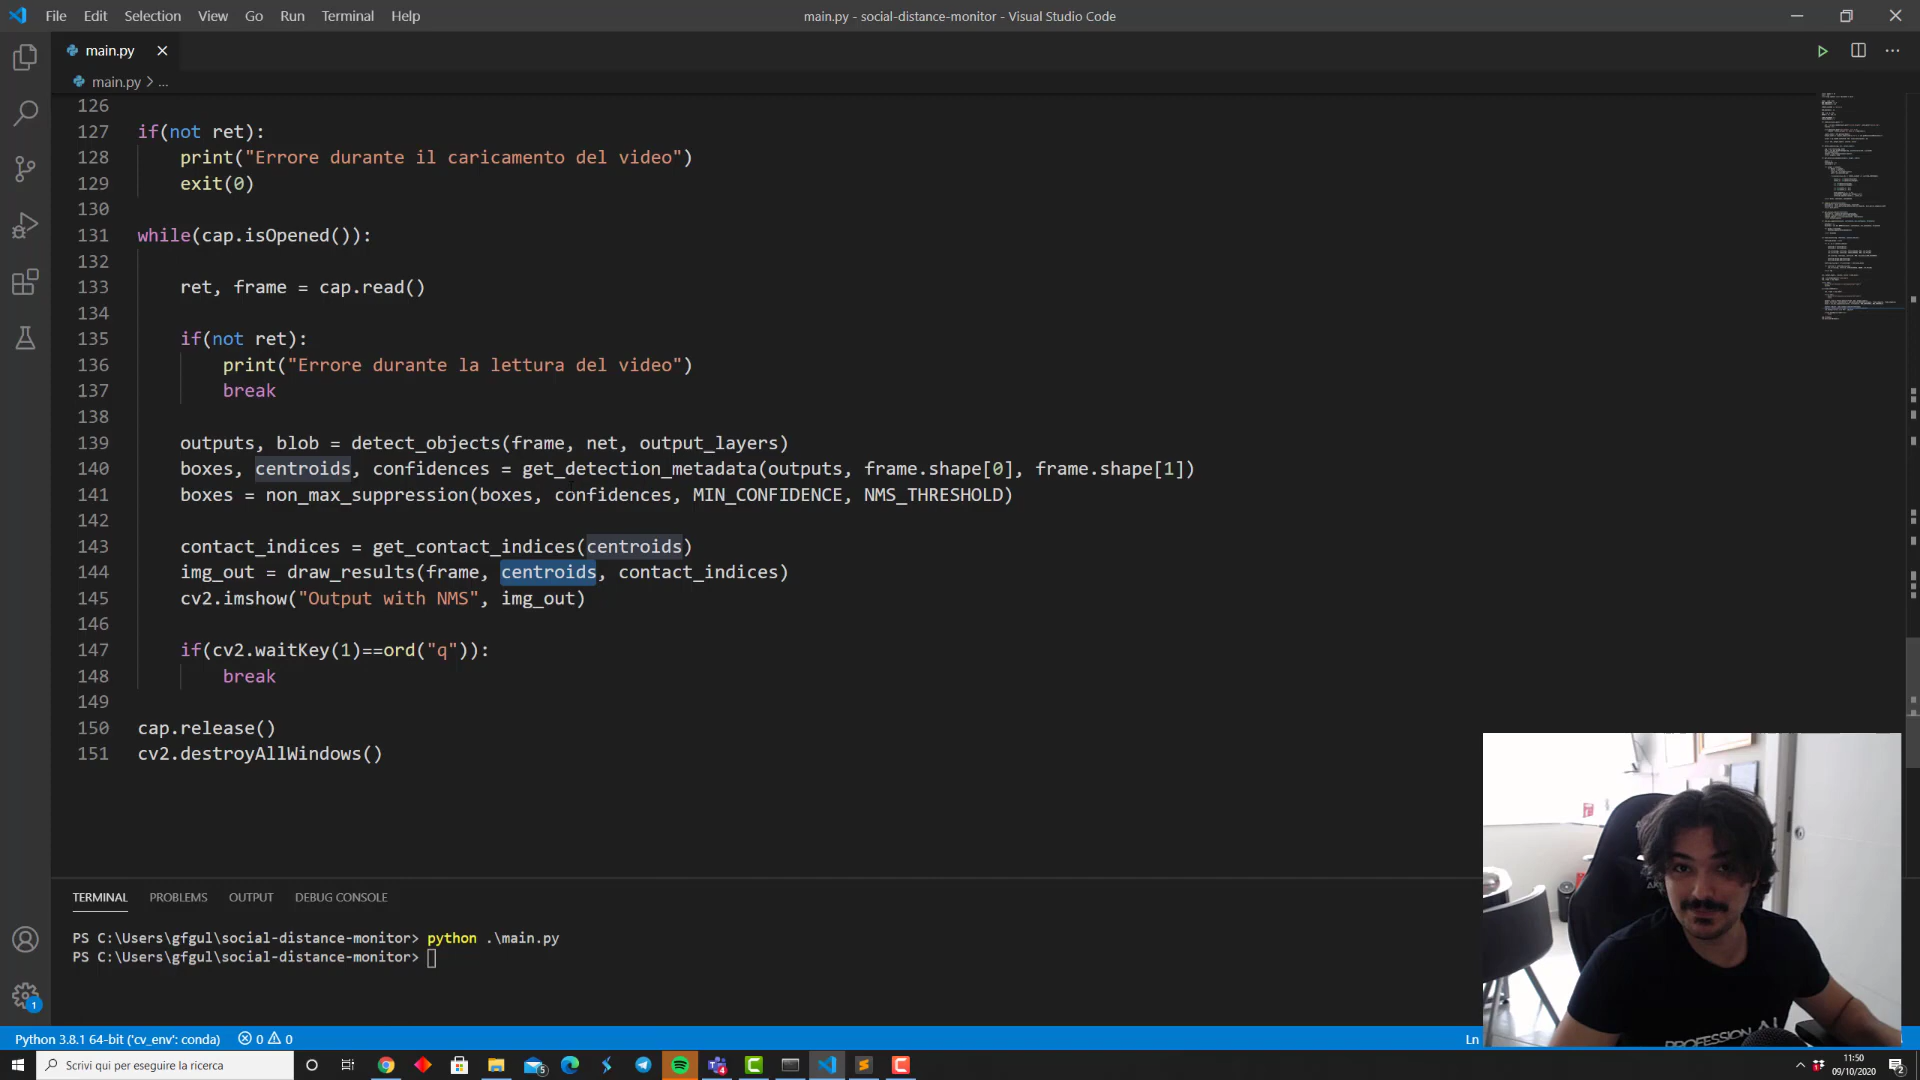 File Edit Selection View Go Run Terminal Help
main.py - social-distance-monitor - Visual Studio Code
main.py
main.py > ...
126
127 if(not ret):
128 print("Errore durante il caricamento del video")
129 exit(0)
130
131 while(cap.isOpened()):
132
133 ret, frame = cap.read()
134
135 if(not ret):
136 print("Errore durante la lettura del video")
137 break
138
139 outputs, blob = detect_objects(frame, net, output_layers)
140 boxes, centroids, confidences = get_detection_metadata(outputs, frame.shape[0], frame.shape[1])
141 boxes = non_max_suppression(boxes, confidences, MIN_CONFIDENCE, NMS_THRESHOLD)
142
143 contact_indices = get_contact_indices(centroids)
144 img_out = draw_results(frame, centroids, contact_indices)
145 cv2.imshow("Output with NMS", img_out)
146
147 if(cv2.waitKey(1)==ord("q")):
148 break
149
150 cap.release()
151 cv2.destroyAllWindows()
TERMINAL PROBLEMS OUTPUT DEBUG CONSOLE
PS C:\Users\gfgul\social-distance-monitor> python .\main.py
PS C:\Users\gfgul\social-distance-monitor>
PROFESSION AI
1
Python 3.8.1 64-bit ('cv_env': conda) 0 0
Ln
Scrivi qui per eseguire la ricerca
5
4
11:50
09/10/2020
2